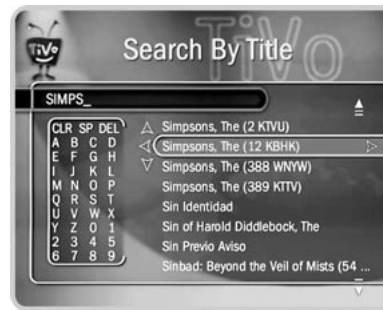 TiVo
TiVo
Search By Title
SIMPS_
CLR SP DEL
A B C D
E F G H
I J K L
M N O P
Q R S T
U V W X
Y Z 0 1
2 3 4 5
6 7 8 9
Simpsons, The (2 KTVU)
Simpsons, The (12 KBHK)
Simpsons, The (388 WNYW)
Simpsons, The (389 KTTV)
Sin Identidad
Sin of Harold Diddlebock, The
Sin Previo Aviso
Sinbad: Beyond the Veil of Mists (54 ...